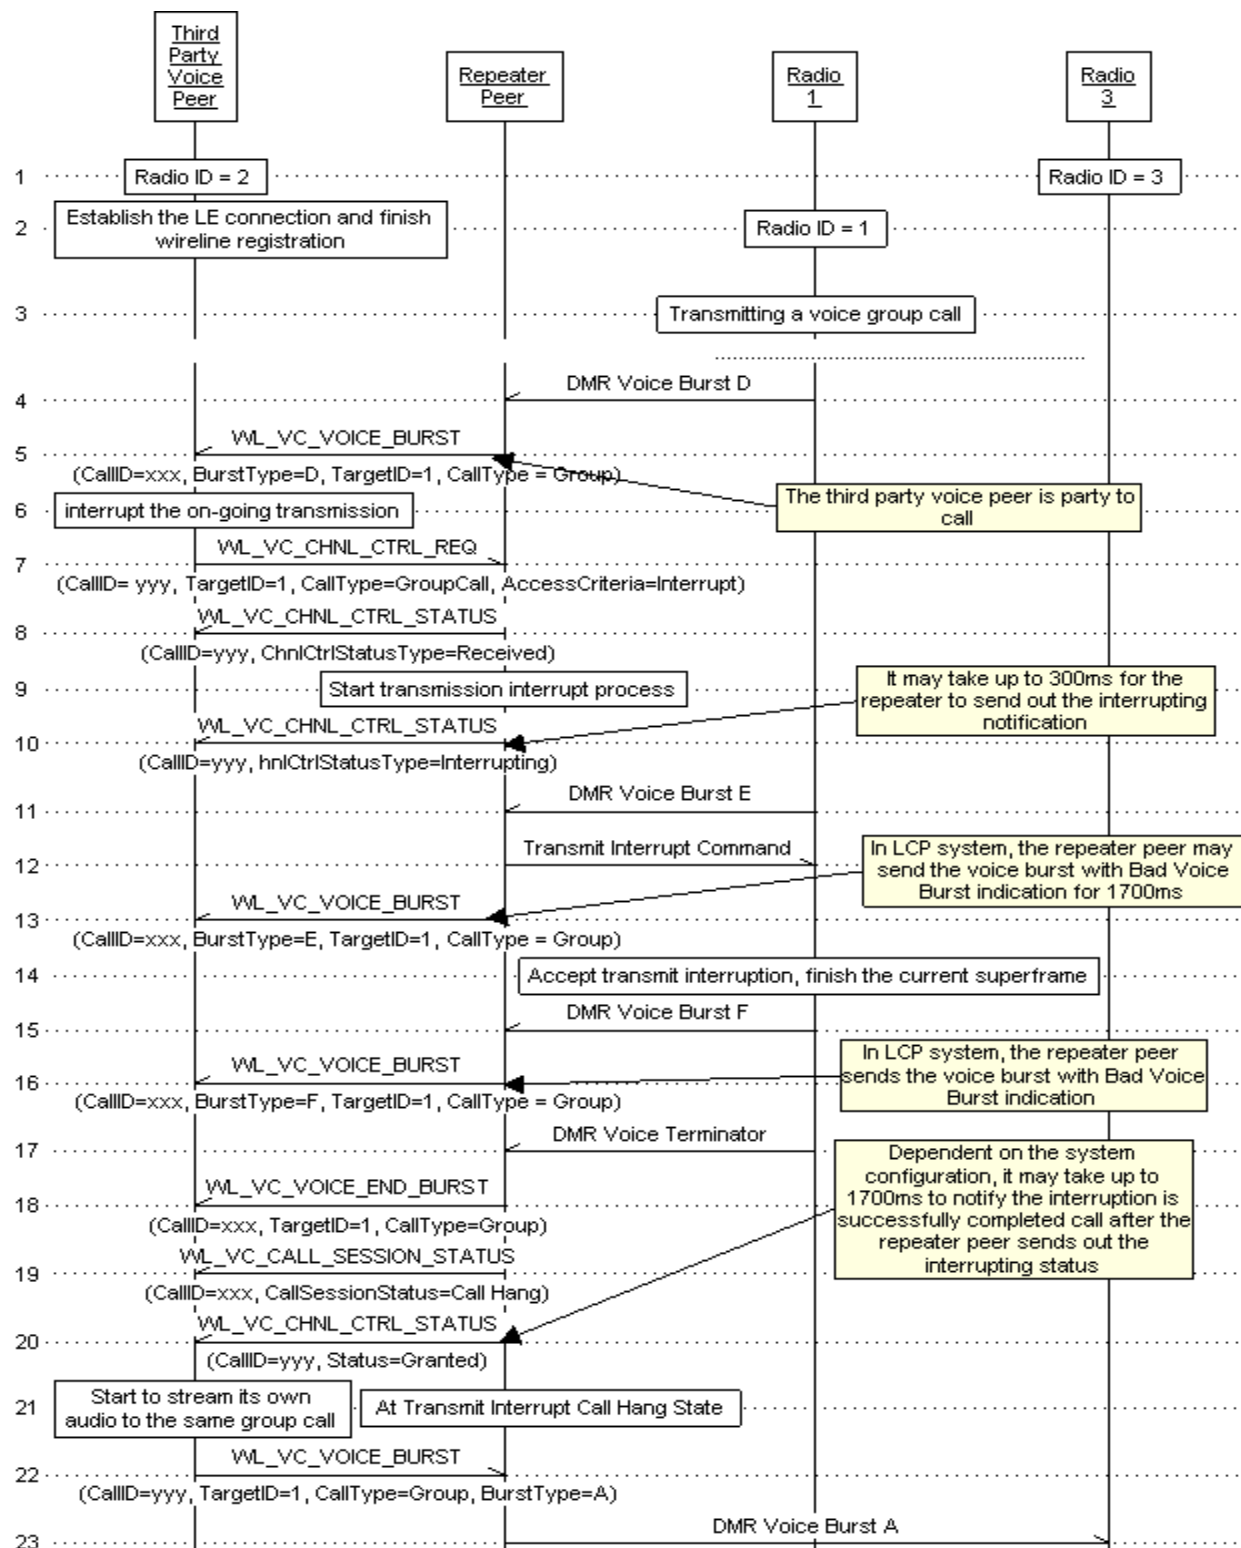 Third
Party
Voice
Peer
Repeater
Peer
Radio
1
Radio
3
1
Radio ID = 2
Radio ID = 3
2
Establish the LE connection and finish
wireline registration
Radio ID = 1
3
Transmitting a voice group call
DMR Voice Burst D
4
WL_VC_VOICE_BURST
5
(CallID=xxx, BurstType=D, TargetID=1, CallType = Group)
The third party voice peer is party to
call
6
interrupt the on-going transmission
WL_VC_CHNL_CTRL_REQ
7
(CallID= yyy, TargetID=1, CallType=GroupCall, AccessCriteria=Interrupt)
WL_VC_CHNL_CTRL_STATUS
8
(CallID=yyy, ChnlCtrlStatusType=Received)
9
Start transmission interrupt process
It may take up to 300ms for the
repeater to send out the interrupting
notification
WL_VC_CHNL_CTRL_STATUS
10
(CallID=yyy, hnlCtrlStatusType=Interrupting)
DMR Voice Burst E
11
Transmit Interrupt Command
12
In LCP system, the repeater peer may
send the voice burst with Bad Voice
Burst indication for 1700ms
WL_VC_VOICE_BURST
13
(CallID=xxx, BurstType=E, TargetID=1, CallType = Group)
14
Accept transmit interruption, finish the current superframe
DMR Voice Burst F
15
WL_VC_VOICE_BURST
16
(CallID=xxx, BurstType=F, TargetID=1, CallType = Group)
In LCP system, the repeater peer
sends the voice burst with Bad Voice
Burst indication
DMR Voice Terminator
17
Dependent on the system
configuration, it may take up to
1700ms to notify the interruption is
successfully completed call after the
repeater peer sends out the
interrupting status
WL_VC_VOICE_END_BURST
18
(CallID=xxx, TargetID=1, CallType=Group)
WL_VC_CALL_SESSION_STATUS
19
(CallID=xxx, CallSessionStatus=Call Hang)
WL_VC_CHNL_CTRL_STATUS
20
(CallID=yyy, Status=Granted)
21
Start to stream its own
audio to the same group call
At Transmit Interrupt Call Hang State
WL_VC_VOICE_BURST
22
(CallID=yyy, TargetID=1, CallType=Group, BurstType=A)
DMR Voice Burst A
23